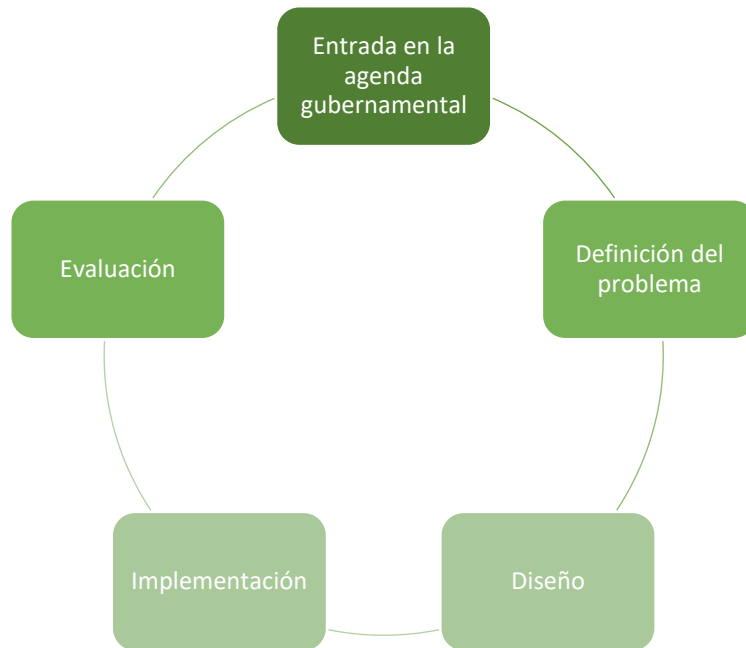 Entrada en la
agenda
gubernamental
Definición del
problema
Diseño
Implementación
Evaluación